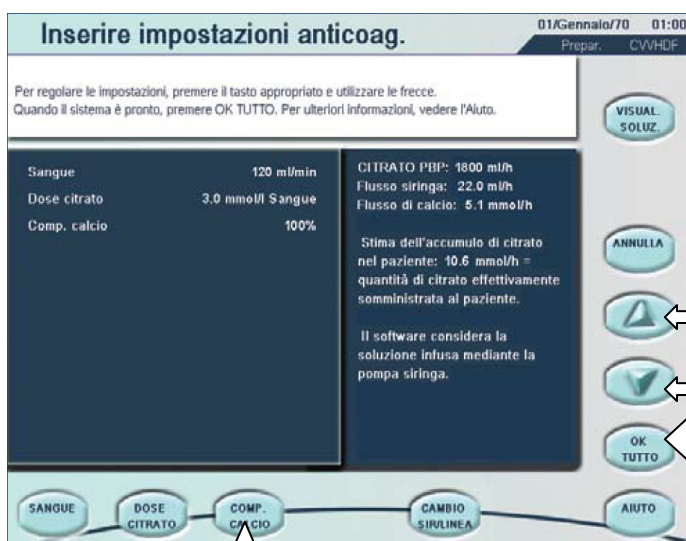 Inserire impostazioni anticoag.
01/Gennaio/70 01:00
Prepar. CVVHDF
Per regolare le impostazioni, premere il tasto appropriato e utilizzare le frecce.
Quando il sistema è pronto, premere OK TUTTO. Per ulteriori informazioni, vedere l'Aiuto.
VISUAL.
SOLUZ.
Sangue 120 ml/min
Dose citrato 3.0 mmol/l Sangue
Comp. calcio 100%
CITRATO PBP: 1800 ml/h
Flusso siringa: 22.0 ml/h
Flusso di calcio: 5.1 mmol/h
Stima dell'accumulo di citrato
nel paziente: 10.6 mmol/h =
quantità di citrato effettivamente
somministrata al paziente.
Il software considera la
soluzione infusa mediante la
pompa siringa.
ANNULLA
OK
TUTTO
SANGUE
DOSE
CITRATO
COMP.
CALCIO
CAMBIO
SIR/LINEA
AIUTO